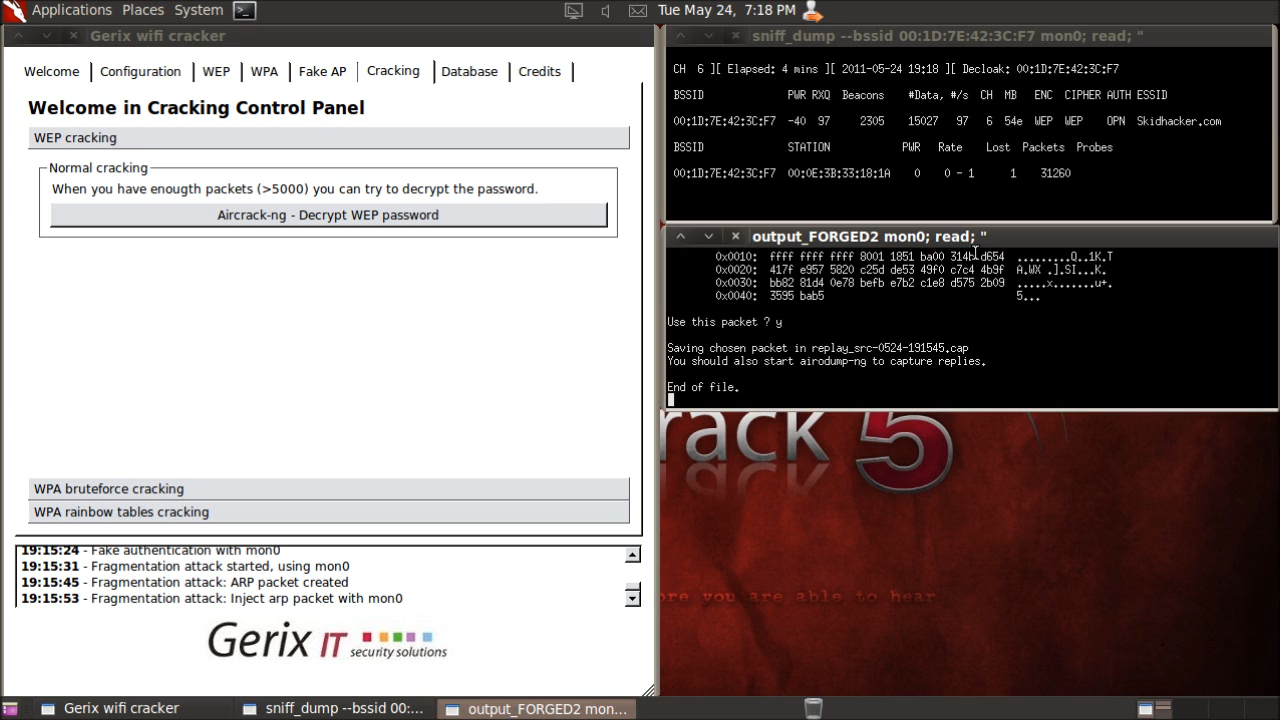 Applications Places System
Tue May 24, 7:18 PM
Gerix wifi cracker
Welcome
Configuration
WEP
WPA
Fake AP
Cracking
Database
Credits
Welcome in Cracking Control Panel
WEP cracking
Normal cracking
When you have enougth packets (>5000) you can try to decrypt the password.
Aircrack-ng - Decrypt WEP password
WPA bruteforce cracking
WPA rainbow tables cracking
19:15:24 - Fake authentication with mon0
19:15:31 - Fragmentation attack started, using mon0
19:15:45 - Fragmentation attack: ARP packet created
19:15:53 - Fragmentation attack: Inject arp packet with mon0
Gerix IT security solutions
sniff_dump --bssid 00:1D:7E:42:3C:F7 mon0; read; "
CH 6 ][ Elapsed: 4 mins ][ 2011-05-24 19:18 ][ Decloak: 00:1D:7E:42:3C:F7
BSSID PWR RXQ Beacons #Data, #/s CH MB ENC CIPHER AUTH ESSID
00:1D:7E:42:3C:F7 -40 97 2305 15027 97 6 54e WEP WEP OPN Skidhacker.com
BSSID STATION PWR Rate Lost Packets Probes
00:1D:7E:42:3C:F7 00:0E:3B:33:18:1A 0 0 - 1 1 31260
output_FORGED2 mon0; read; "
0x0010: ffff ffff ffff 8001 1851 ba00 314b d654 .........Q..1K.T
0x0020: 417f e957 5820 c25d de53 49f0 c7c4 4b9f A.WX .].SI...K.
0x0030: bb82 81d4 0e78 befb e7b2 c1e8 d575 2b09 .....x.......u+.
0x0040: 3595 bab5 5...
Use this packet ? y
Saving chosen packet in replay_src-0524-191545.cap
You should also start airodump-ng to capture replies.
End of file.
rack 5
ore you are able to hear
Gerix wifi cracker
sniff_dump --bssid 00:...
output_FORGED2 mon...